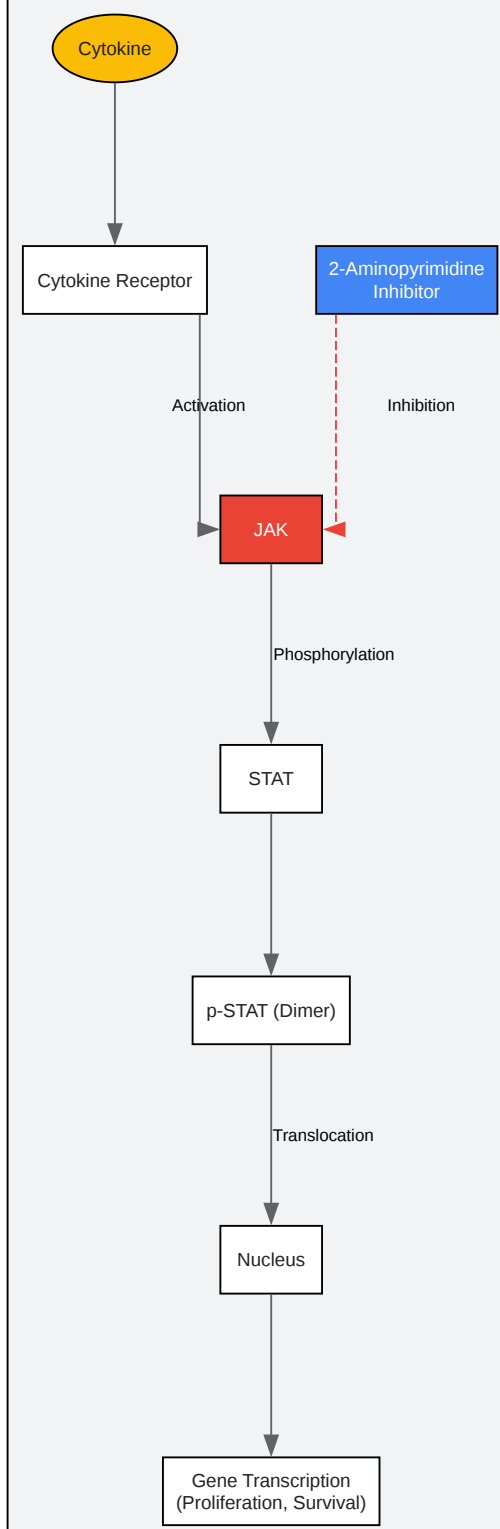 Cytokine
Cytokine Receptor
2-Aminopyrimidine
Inhibitor
Activation
Inhibition
JAK
Phosphorylation
STAT
p-STAT (Dimer)
Translocation
Nucleus
Gene Transcription
(Proliferation, Survival)